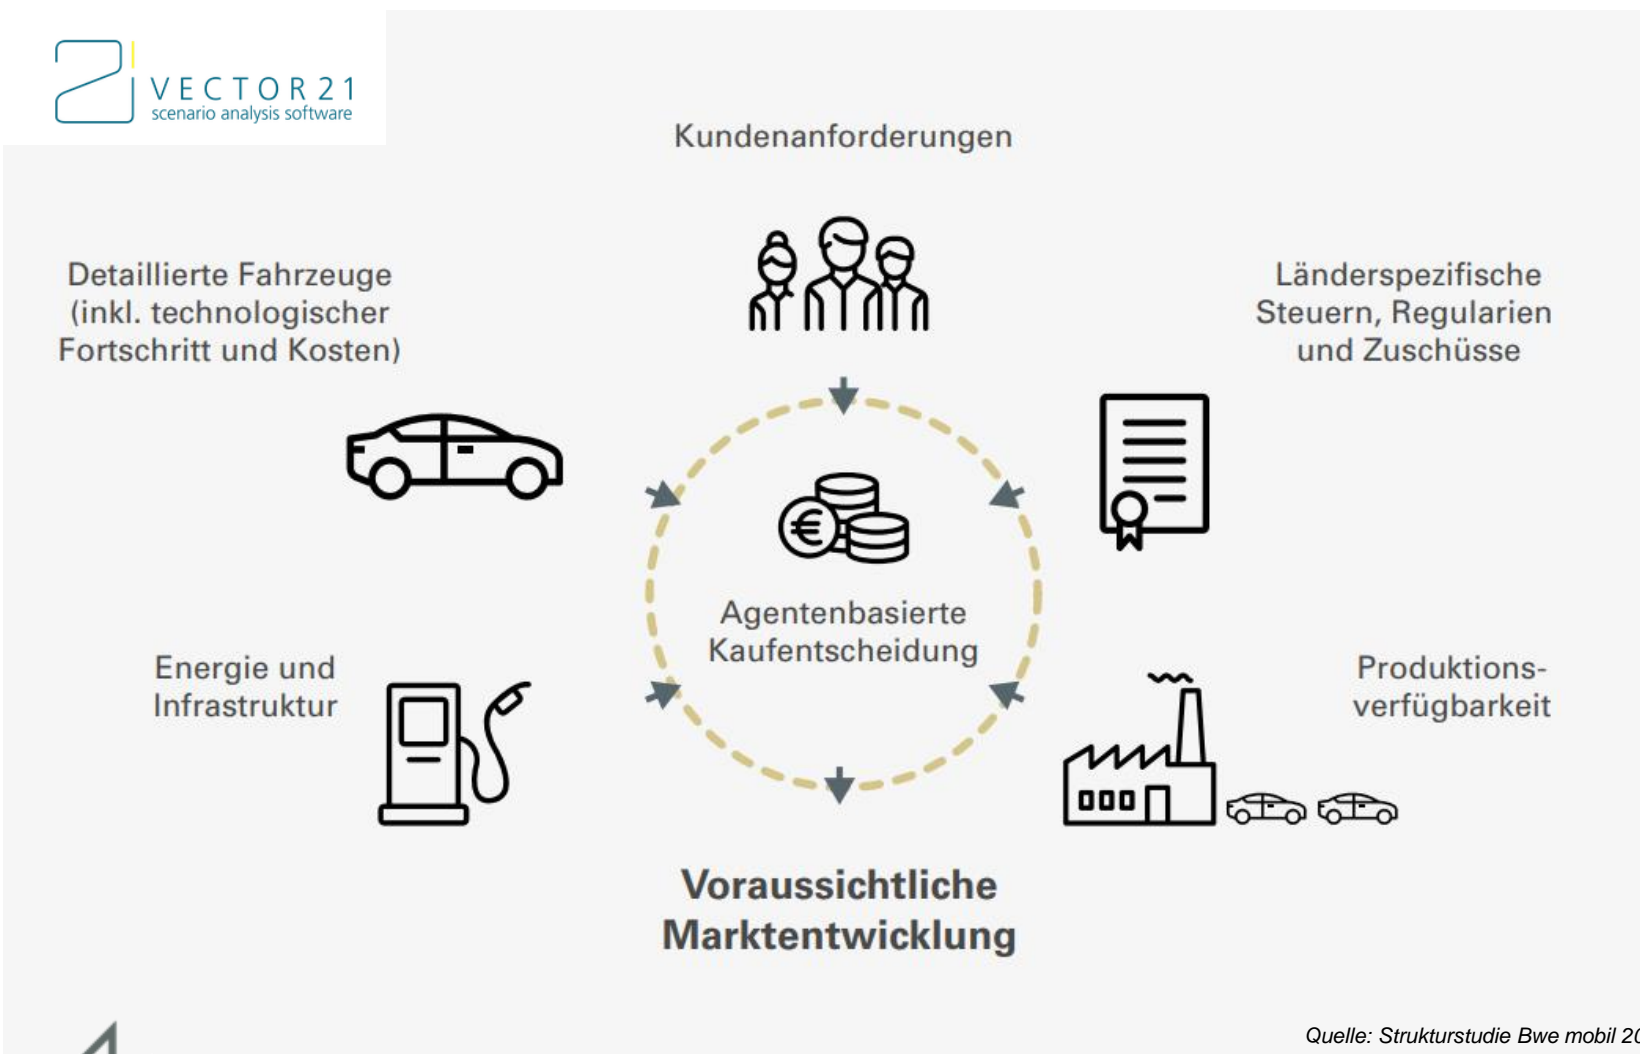 VECTOR21
scenario analysis software
Kundenanforderungen
Detaillierte Fahrzeuge
(inkl. technologischer
Fortschritt und Kosten)
Länderspezifische
Steuern, Regularien
und Zuschüsse
€
Agentenbasierte
Kaufentscheidung
Energie und
Infrastruktur
Produktions-
verfügbarkeit
Voraussichtliche
Marktentwicklung
Quelle: Strukturstudie Bwe mobil